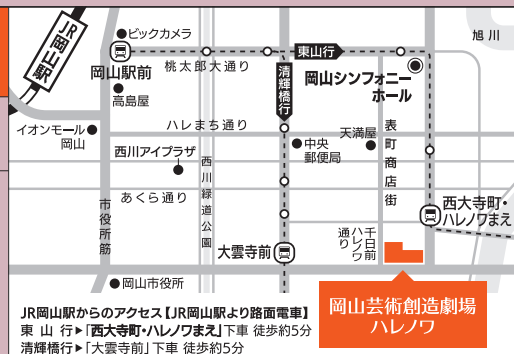 JR岡山駅
ビックカメラ
岡山駅前
桃太郎大通り
東山行
旭川
清輝橋行
岡山シンフォニー
ホール
高島屋
イオンモール
岡山
ハレまち通り
西川アイプラザ
中央
郵便局
天満屋
表町商店街
あくら通り
市役所筋
西川緑道公園
西大寺町・
ハレノワまえ
大雲寺前
千日前
ハレノワ
通り
岡山市役所
岡山芸術創造劇場
ハレノワ
JR岡山駅からのアクセス【JR岡山駅より路面電車】
東 山 行▶「西大寺町・ハレノワまえ」下車 徒歩約5分
清輝橋行▶「大雲寺前」下車 徒歩約5分